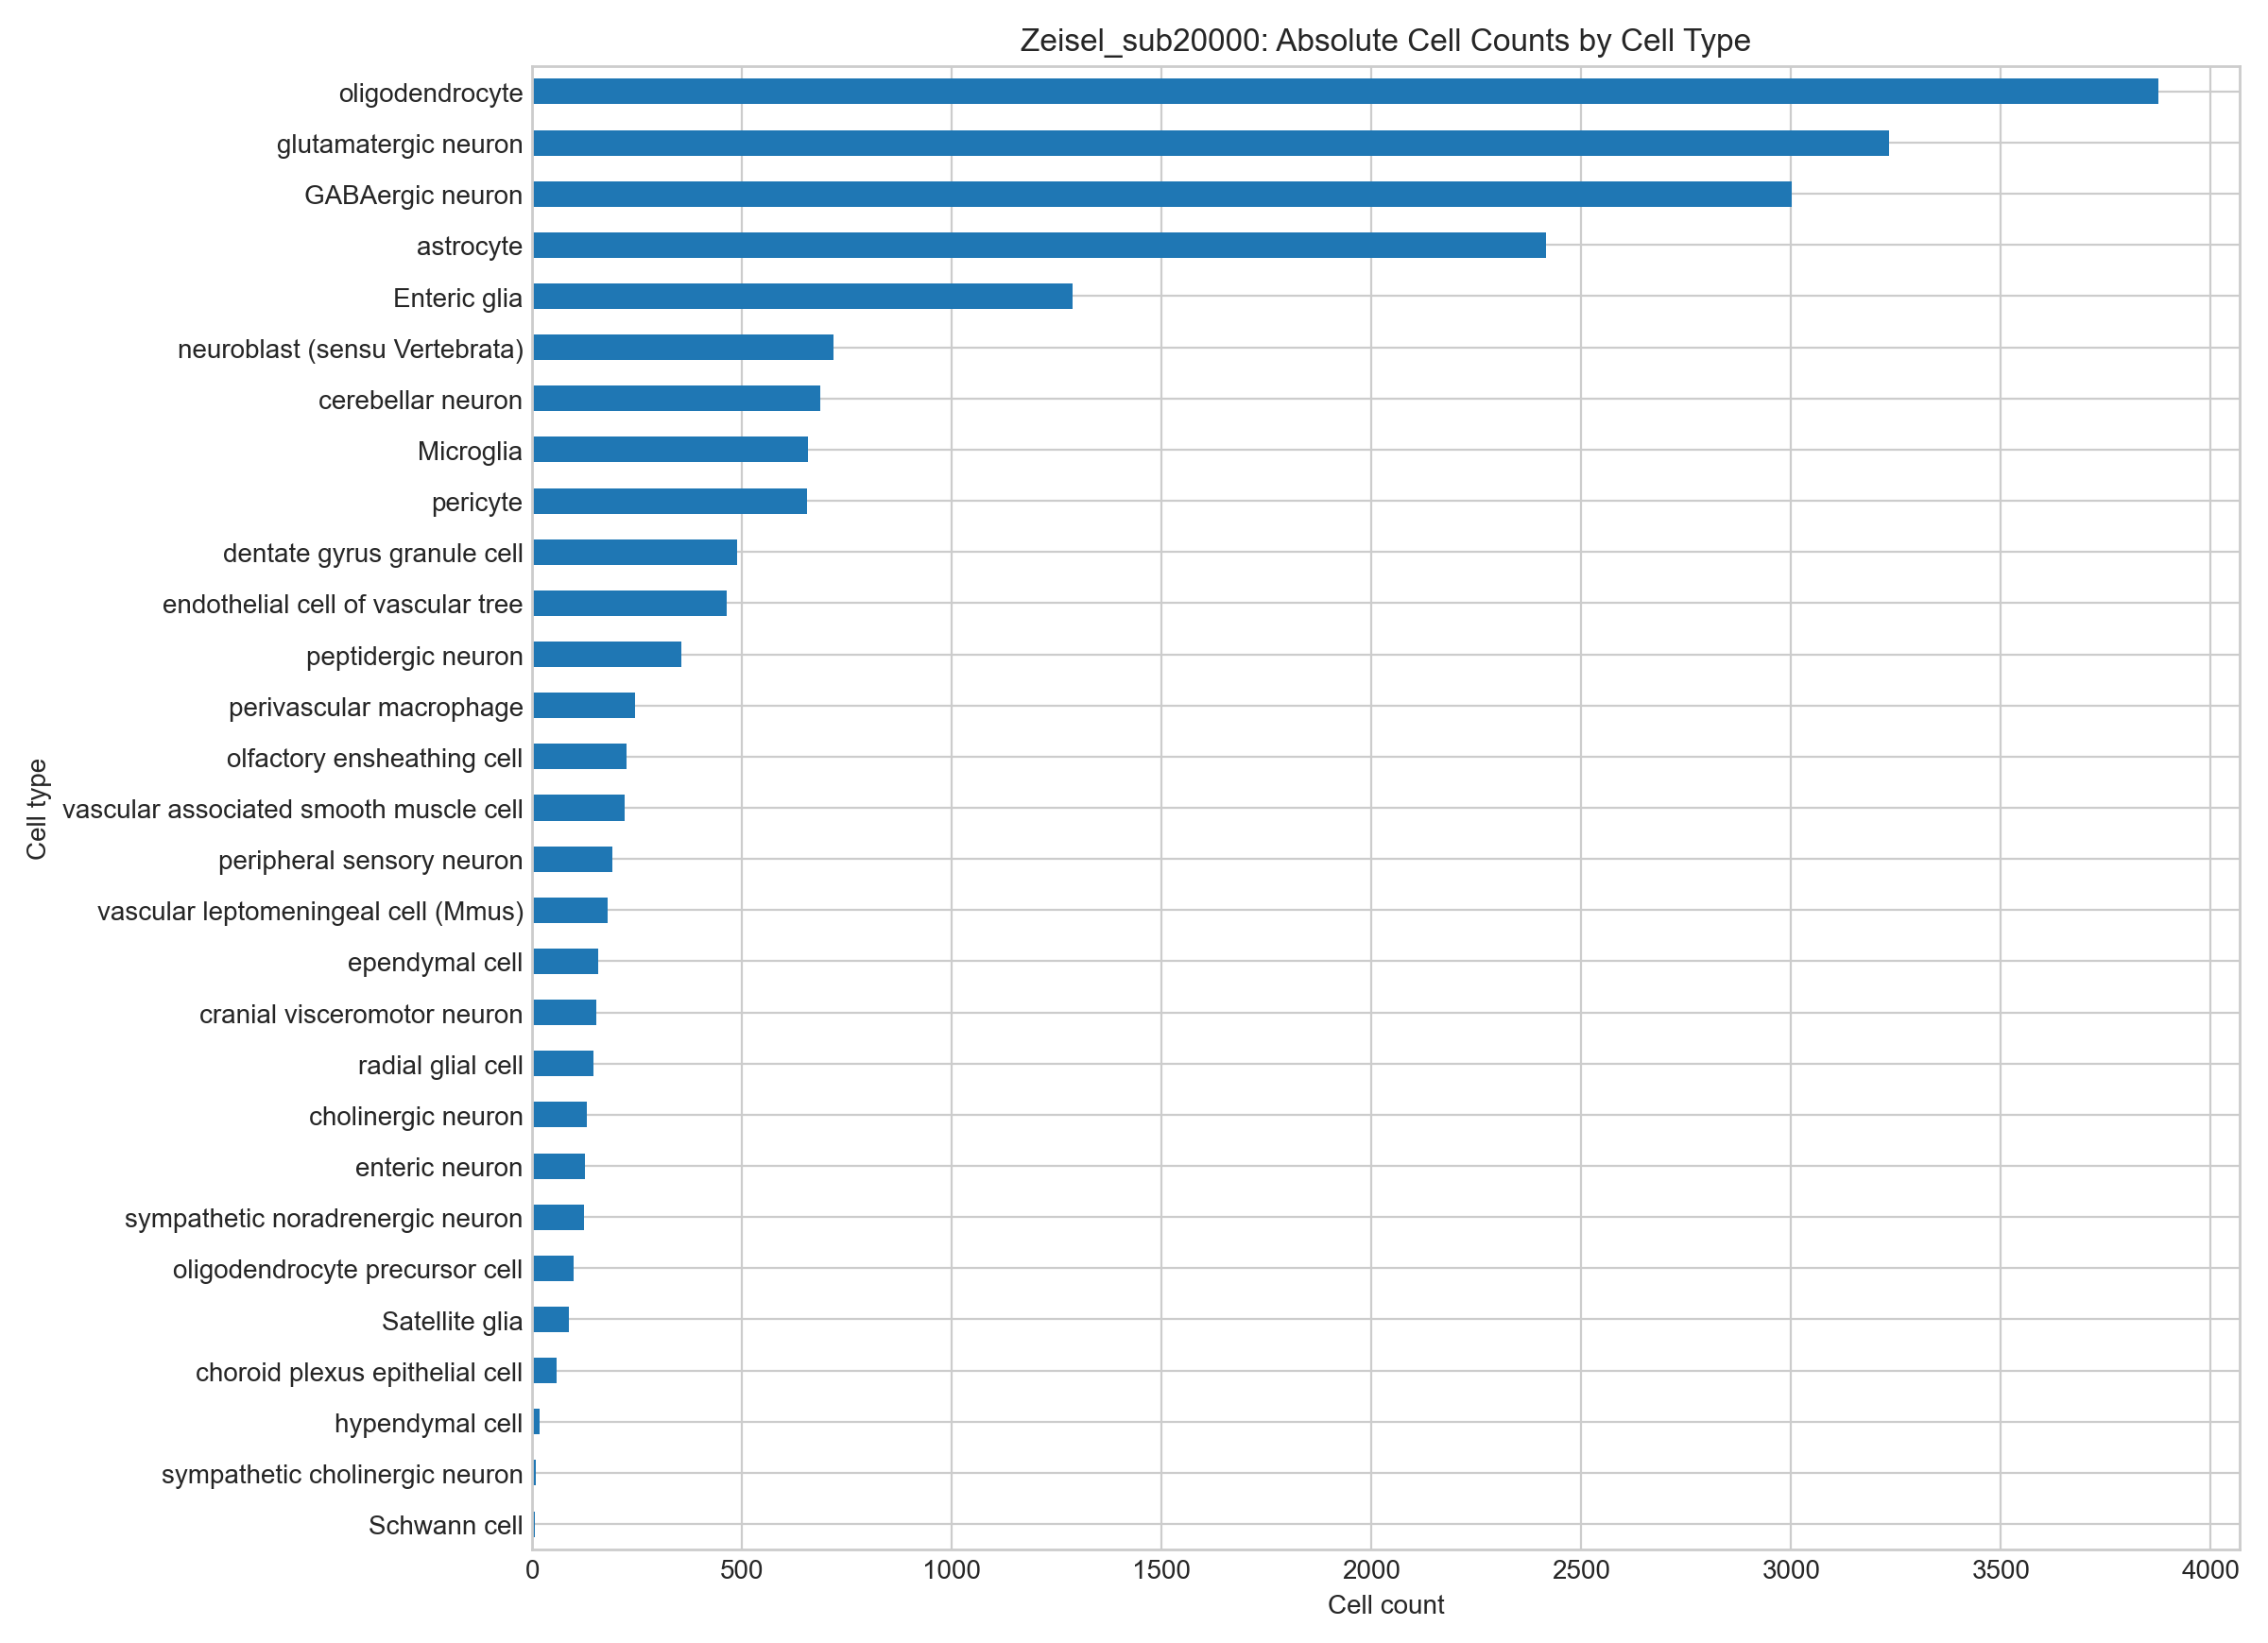 Zeisel_sub20000: Absolute Cell Counts by Cell Type
oligodendrocyte
glutamatergic neuron
GABAergic neuron
astrocyte
Enteric glia
neuroblast (sensu Vertebrata)
cerebellar neuron
Microglia
pericyte
dentate gyrus granule cell
endothelial cell of vascular tree
peptidergic neuron
perivascular macrophage
olfactory ensheathing cell
vascular associated smooth muscle cell
peripheral sensory neuron
vascular leptomeningeal cell (Mmus)
ependymal cell
cranial visceromotor neuron
radial glial cell
cholinergic neuron
enteric neuron
sympathetic noradrenergic neuron
oligodendrocyte precursor cell
Satellite glia
choroid plexus epithelial cell
hypendymal cell
sympathetic cholinergic neuron
Schwann cell
Cell type
0 500 1000 1500 2000 2500 3000 3500 4000
Cell count